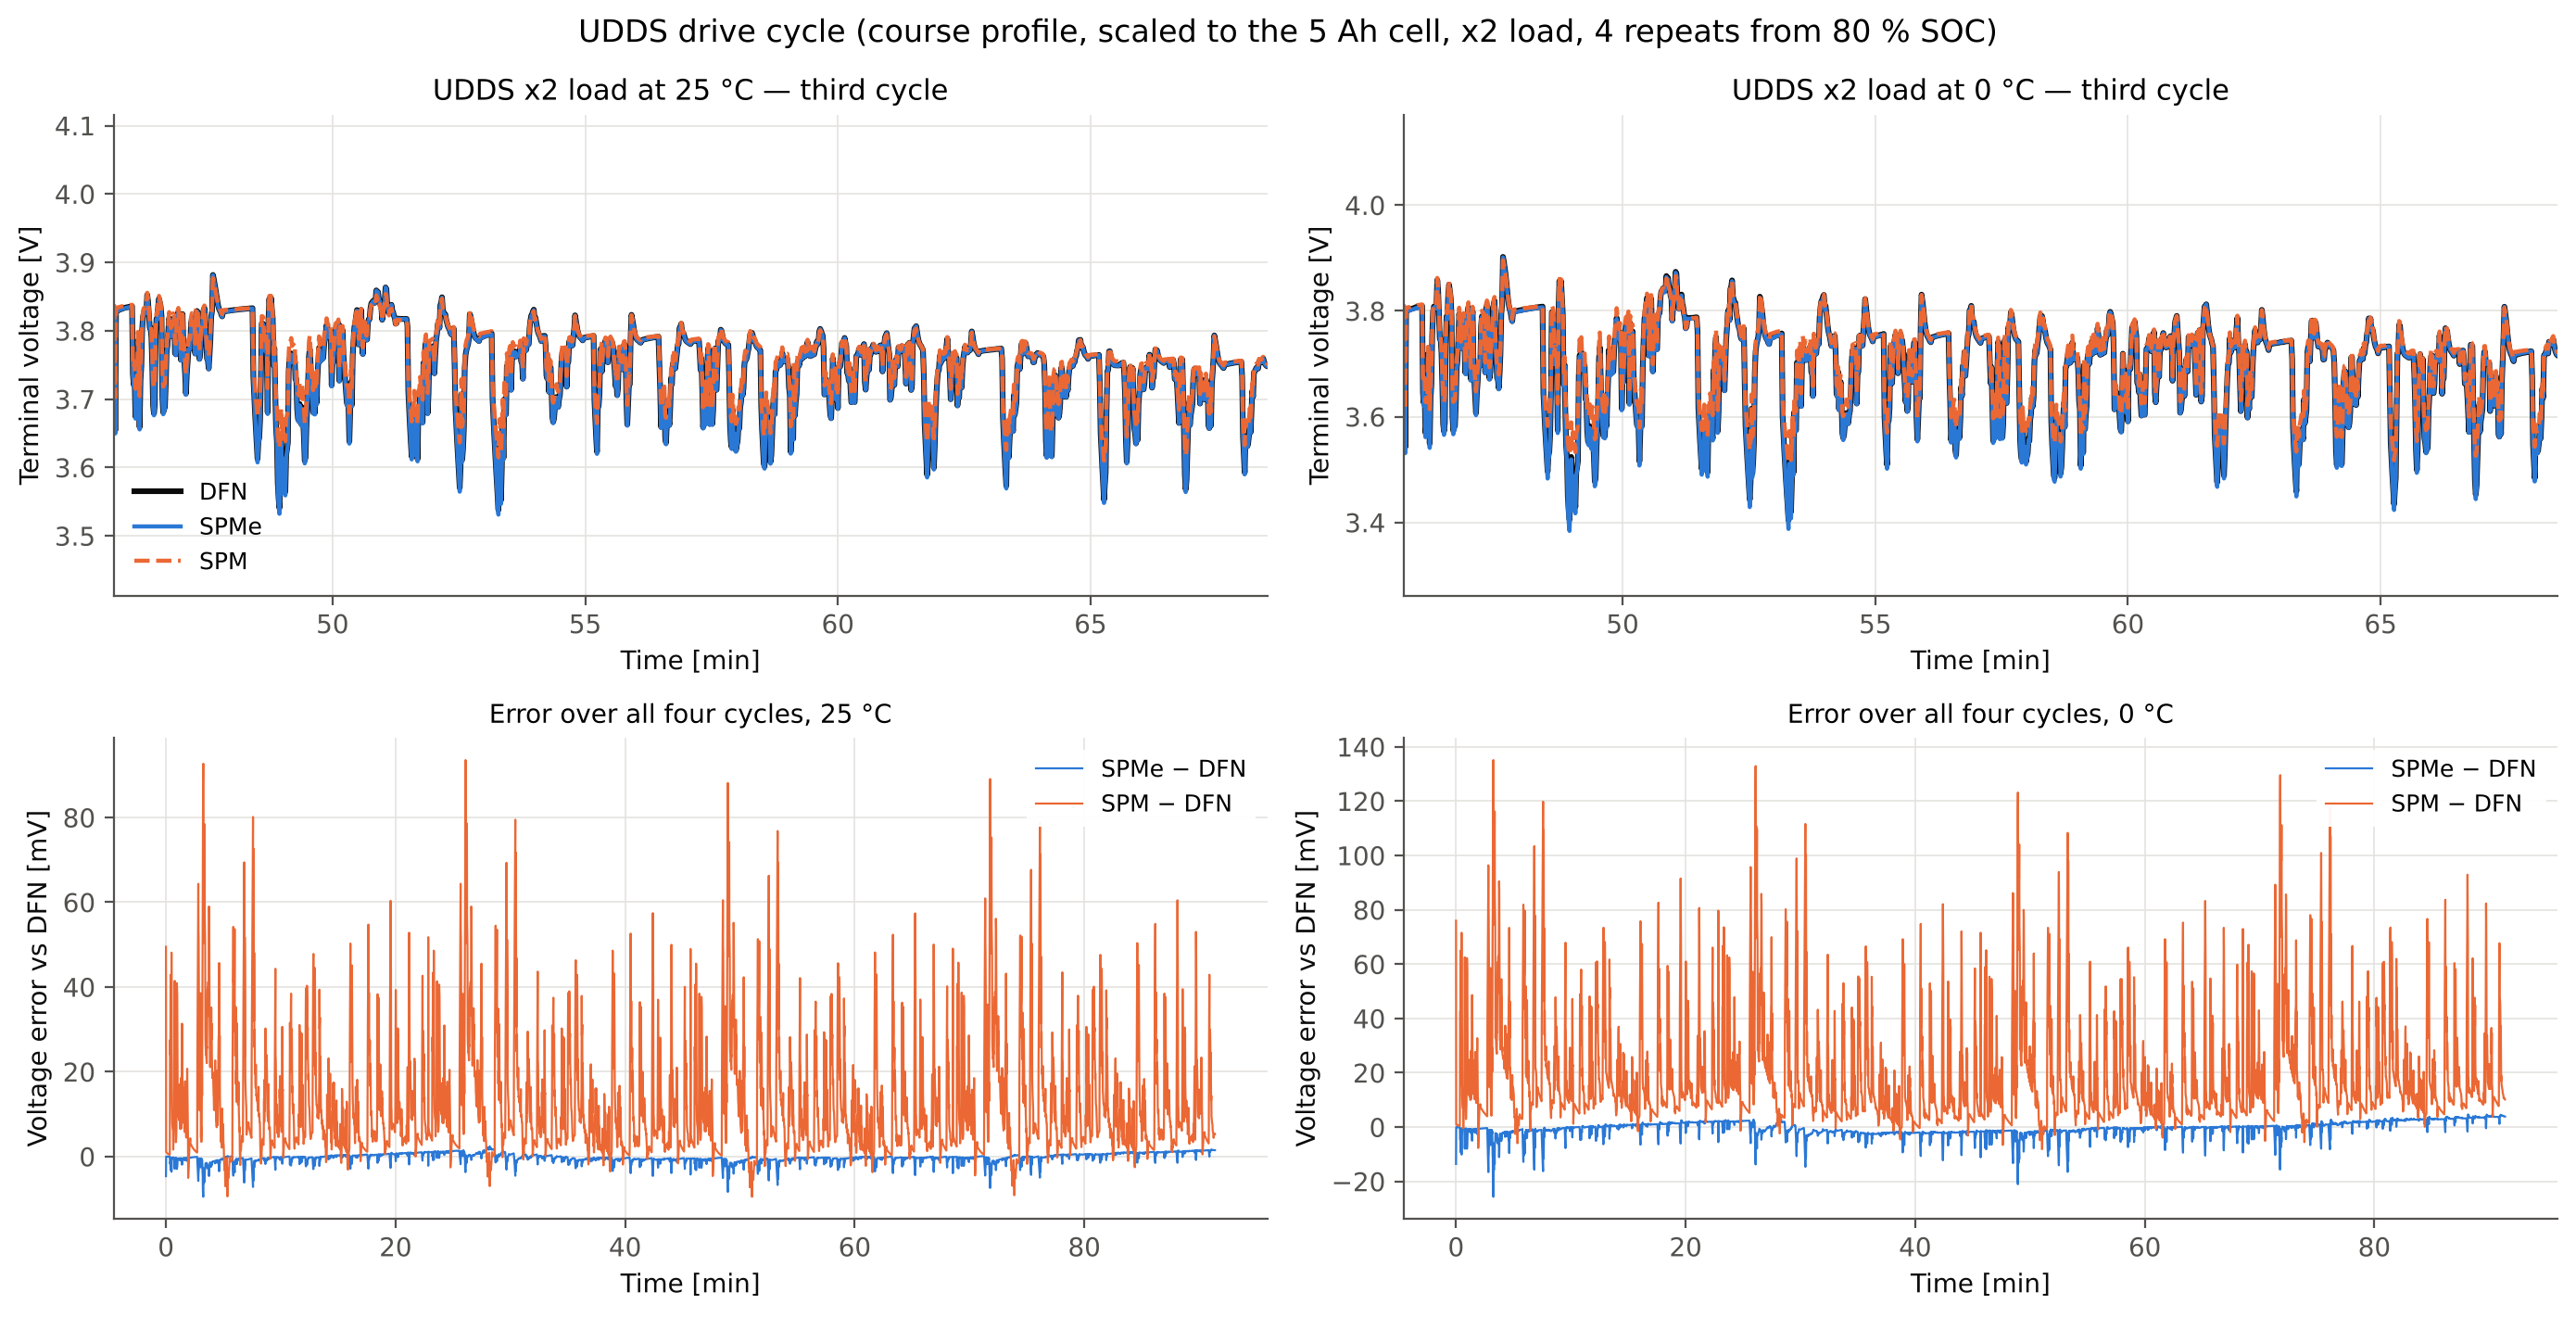 UDDS drive cycle (course profile, scaled to the 5 Ah cell, x2 load, 4 repeats from 80 % SOC)
UDDS x2 load at 25 °C — third cycle
4.1
4.0
3.9
3.8
3.7
3.6
3.5
Terminal voltage [V]
DFN
SPMe
SPM
50
55
60
65
Time [min]
UDDS x2 load at 0 °C — third cycle
4.0
3.8
3.6
3.4
Terminal voltage [V]
50
55
60
65
Time [min]
Error over all four cycles, 25 °C
80
60
40
20
0
Voltage error vs DFN [mV]
SPMe − DFN
SPM − DFN
0
20
40
60
80
Time [min]
Error over all four cycles, 0 °C
140
120
100
80
60
40
20
0
−20
Voltage error vs DFN [mV]
SPMe − DFN
SPM − DFN
0
20
40
60
80
Time [min]